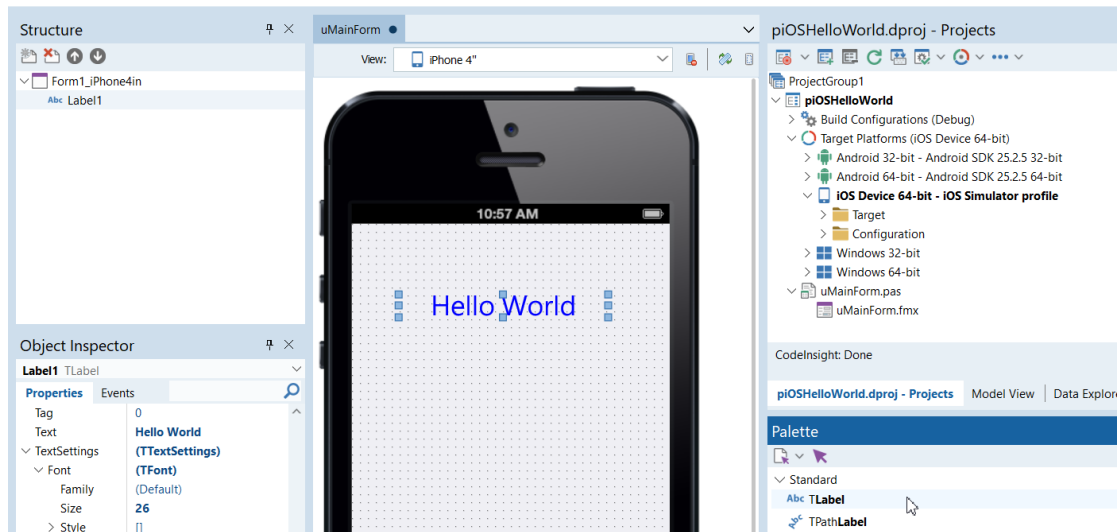 Structure
Form1_iPhone4in
Abc Label1
Object Inspector
Label1 TLabel
Properties Events
Tag 0
Text Hello World
TextSettings (TTextSettings)
Font (TFont)
Family (Default)
Size 26
Style []
uMainForm
View: iPhone 4"
10:57 AM
Hello World
piOSHelloWorld.dproj - Projects
ProjectGroup1
piOSHelloWorld
Build Configurations (Debug)
Target Platforms (iOS Device 64-bit)
Android 32-bit - Android SDK 25.2.5 32-bit
Android 64-bit - Android SDK 25.2.5 64-bit
iOS Device 64-bit - iOS Simulator profile
Target
Configuration
Windows 32-bit
Windows 64-bit
uMainForm.pas
uMainForm.fmx
CodeInsight: Done
piOSHelloWorld.dproj - Projects Model View Data Explore
Palette
Standard
Abc TLabel
Abc TPathLabel